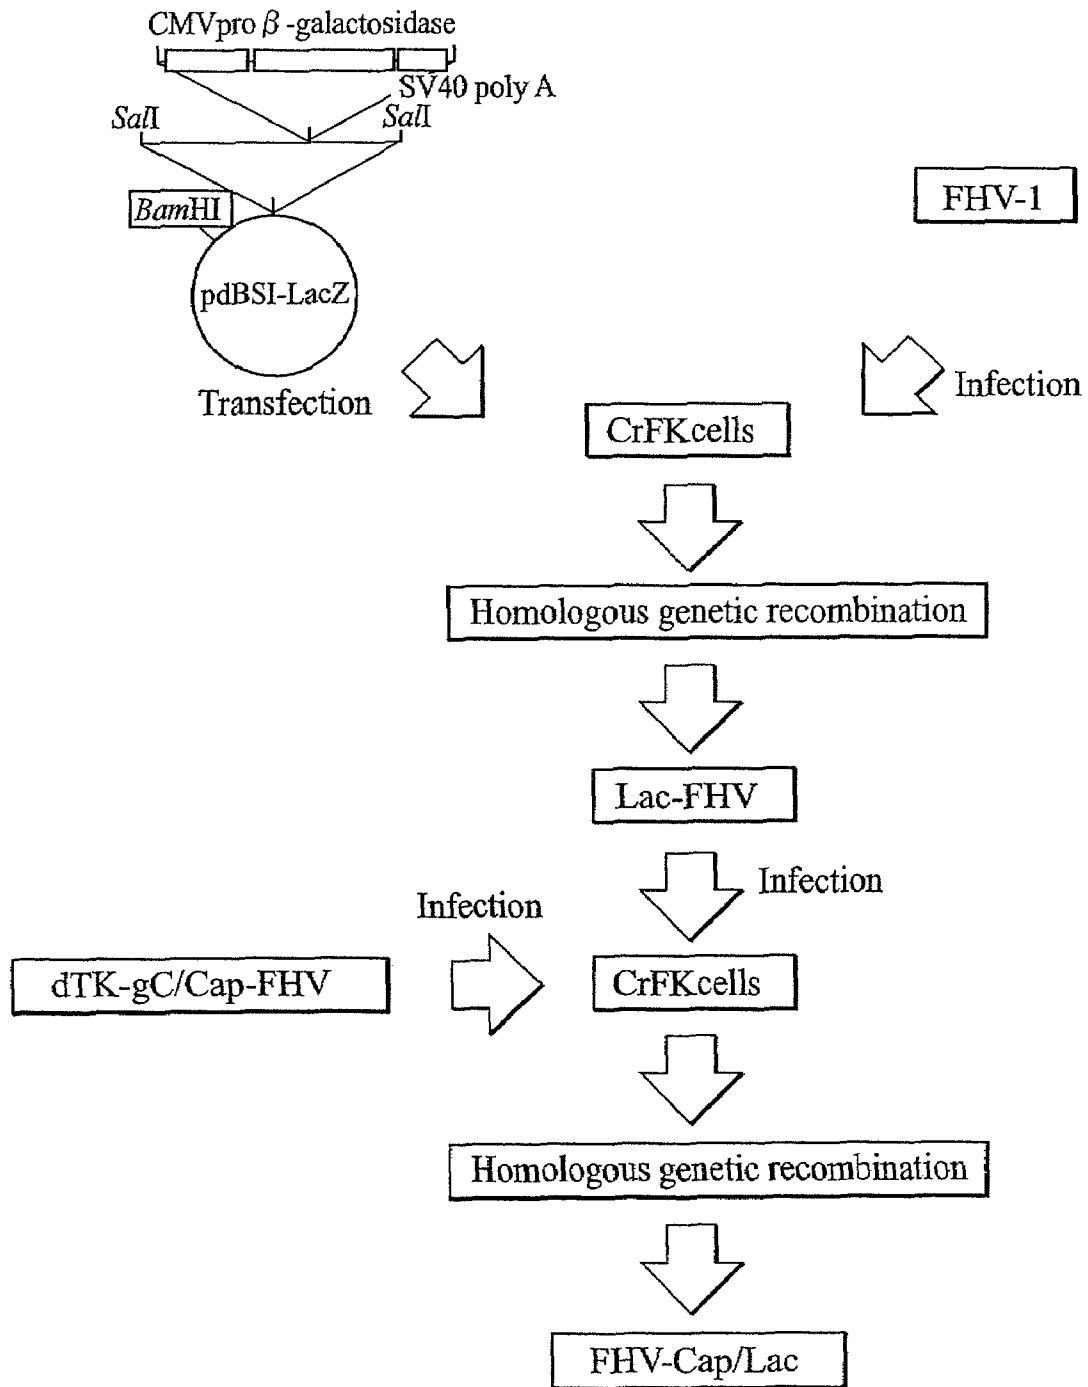 CMVpro β-galactosidase
SV40 poly A
SalI
SalI
BamHI
FHV-1
pdBSI-LacZ
Transfection
Infection
CrFKcells
Homologous genetic recombination
Lac-FHV
Infection
Infection
dTK-gC/Cap-FHV
CrFKcells
Homologous genetic recombination
FHV-Cap/Lac